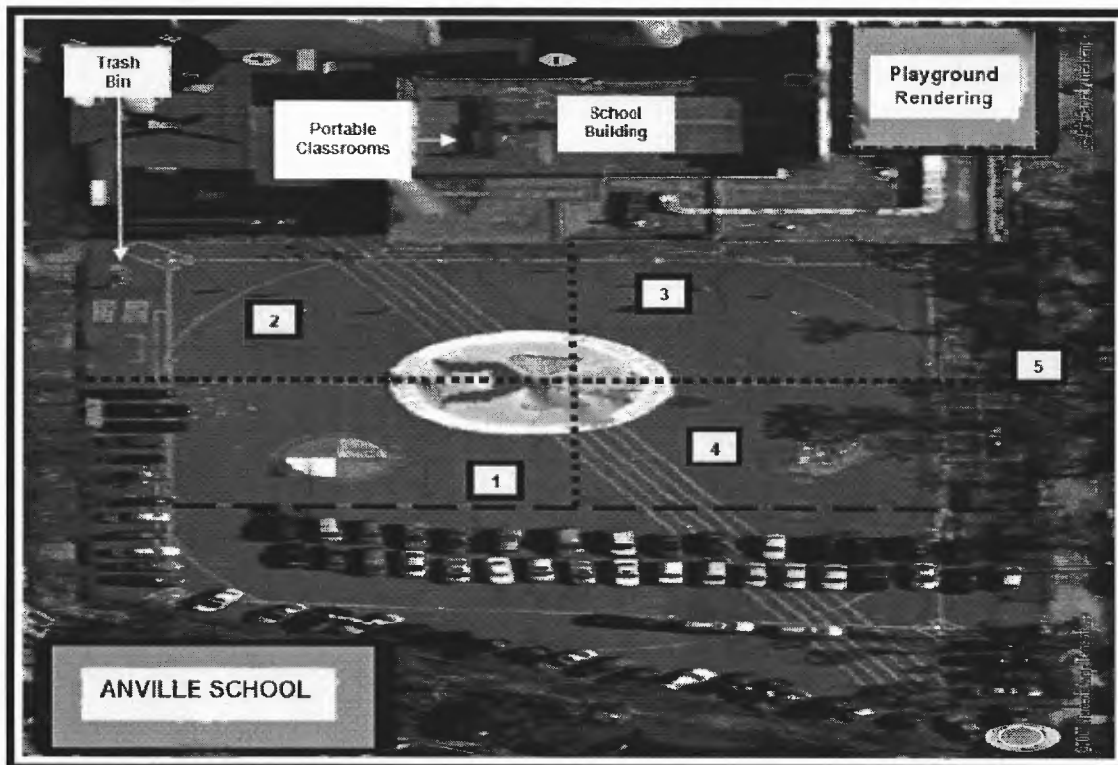 Trash
Bin
Portable
Classrooms
School
Building
Playground
Rendering
2
3
5
4
1
ANVILLE SCHOOL